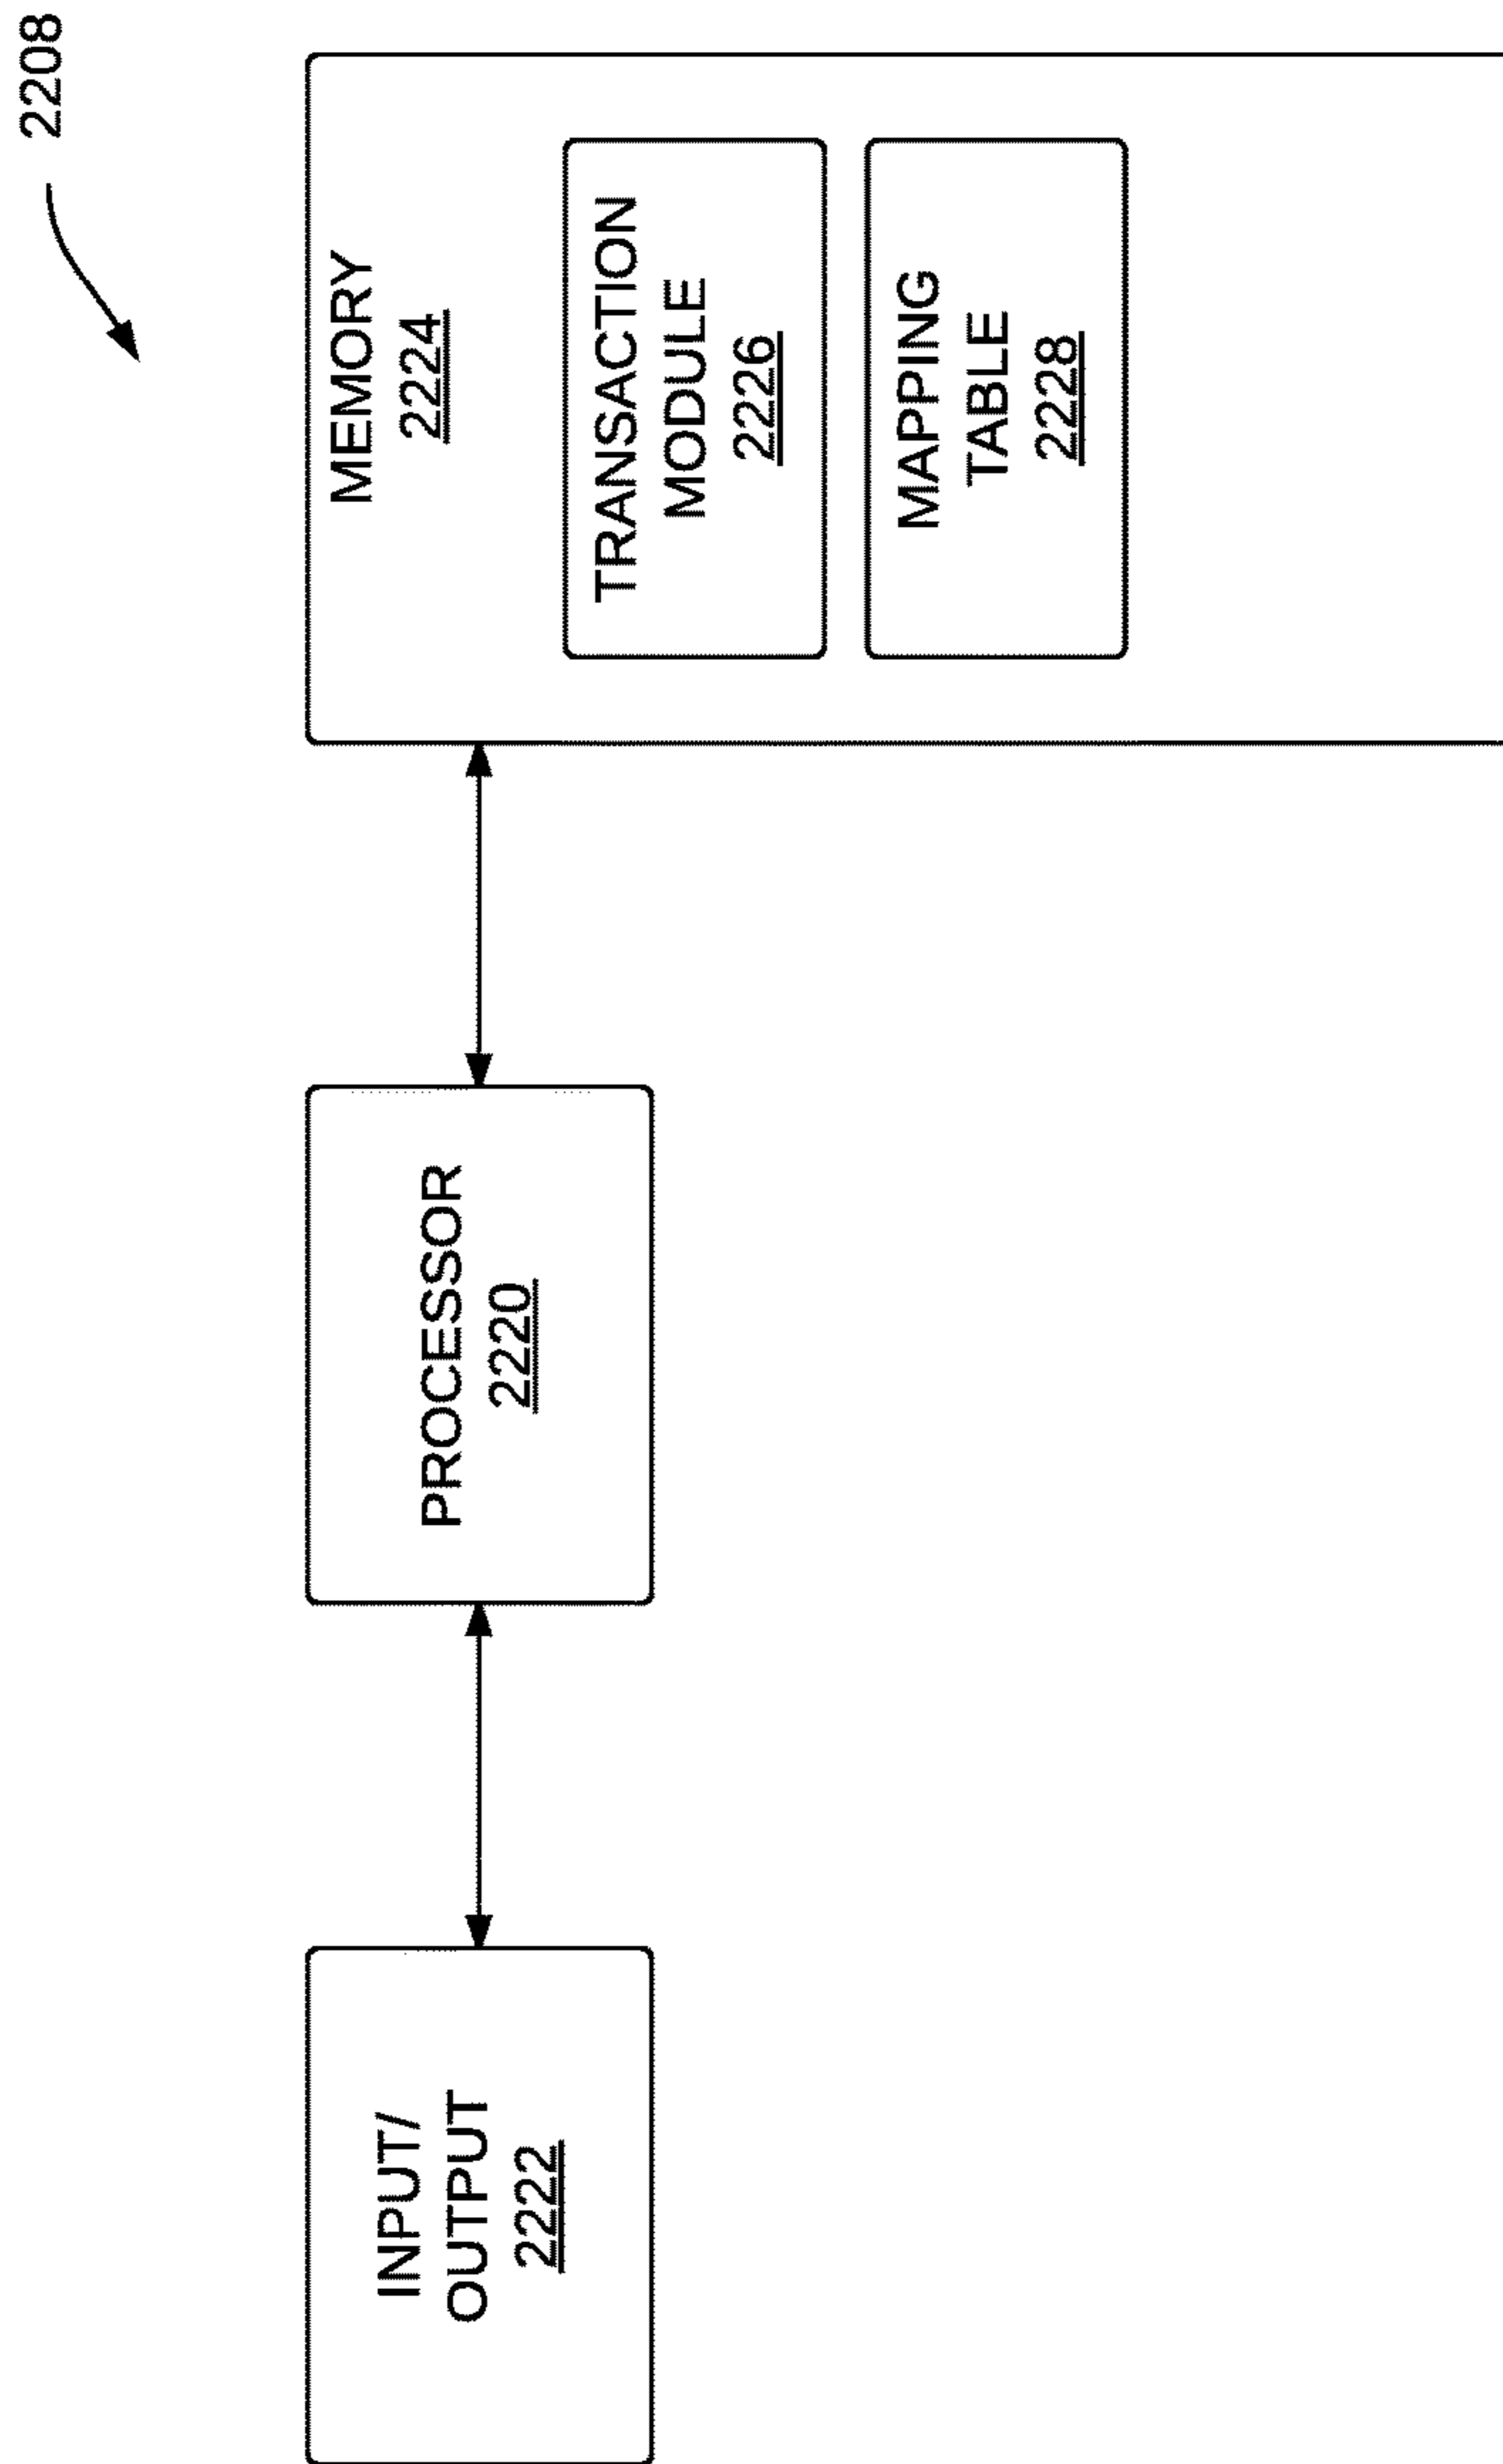 2208
INPUT/
OUTPUT
2222
PROCESSOR
2220
MEMORY
2224
TRANSACTION
MODULE
2226
MAPPING
TABLE
2228